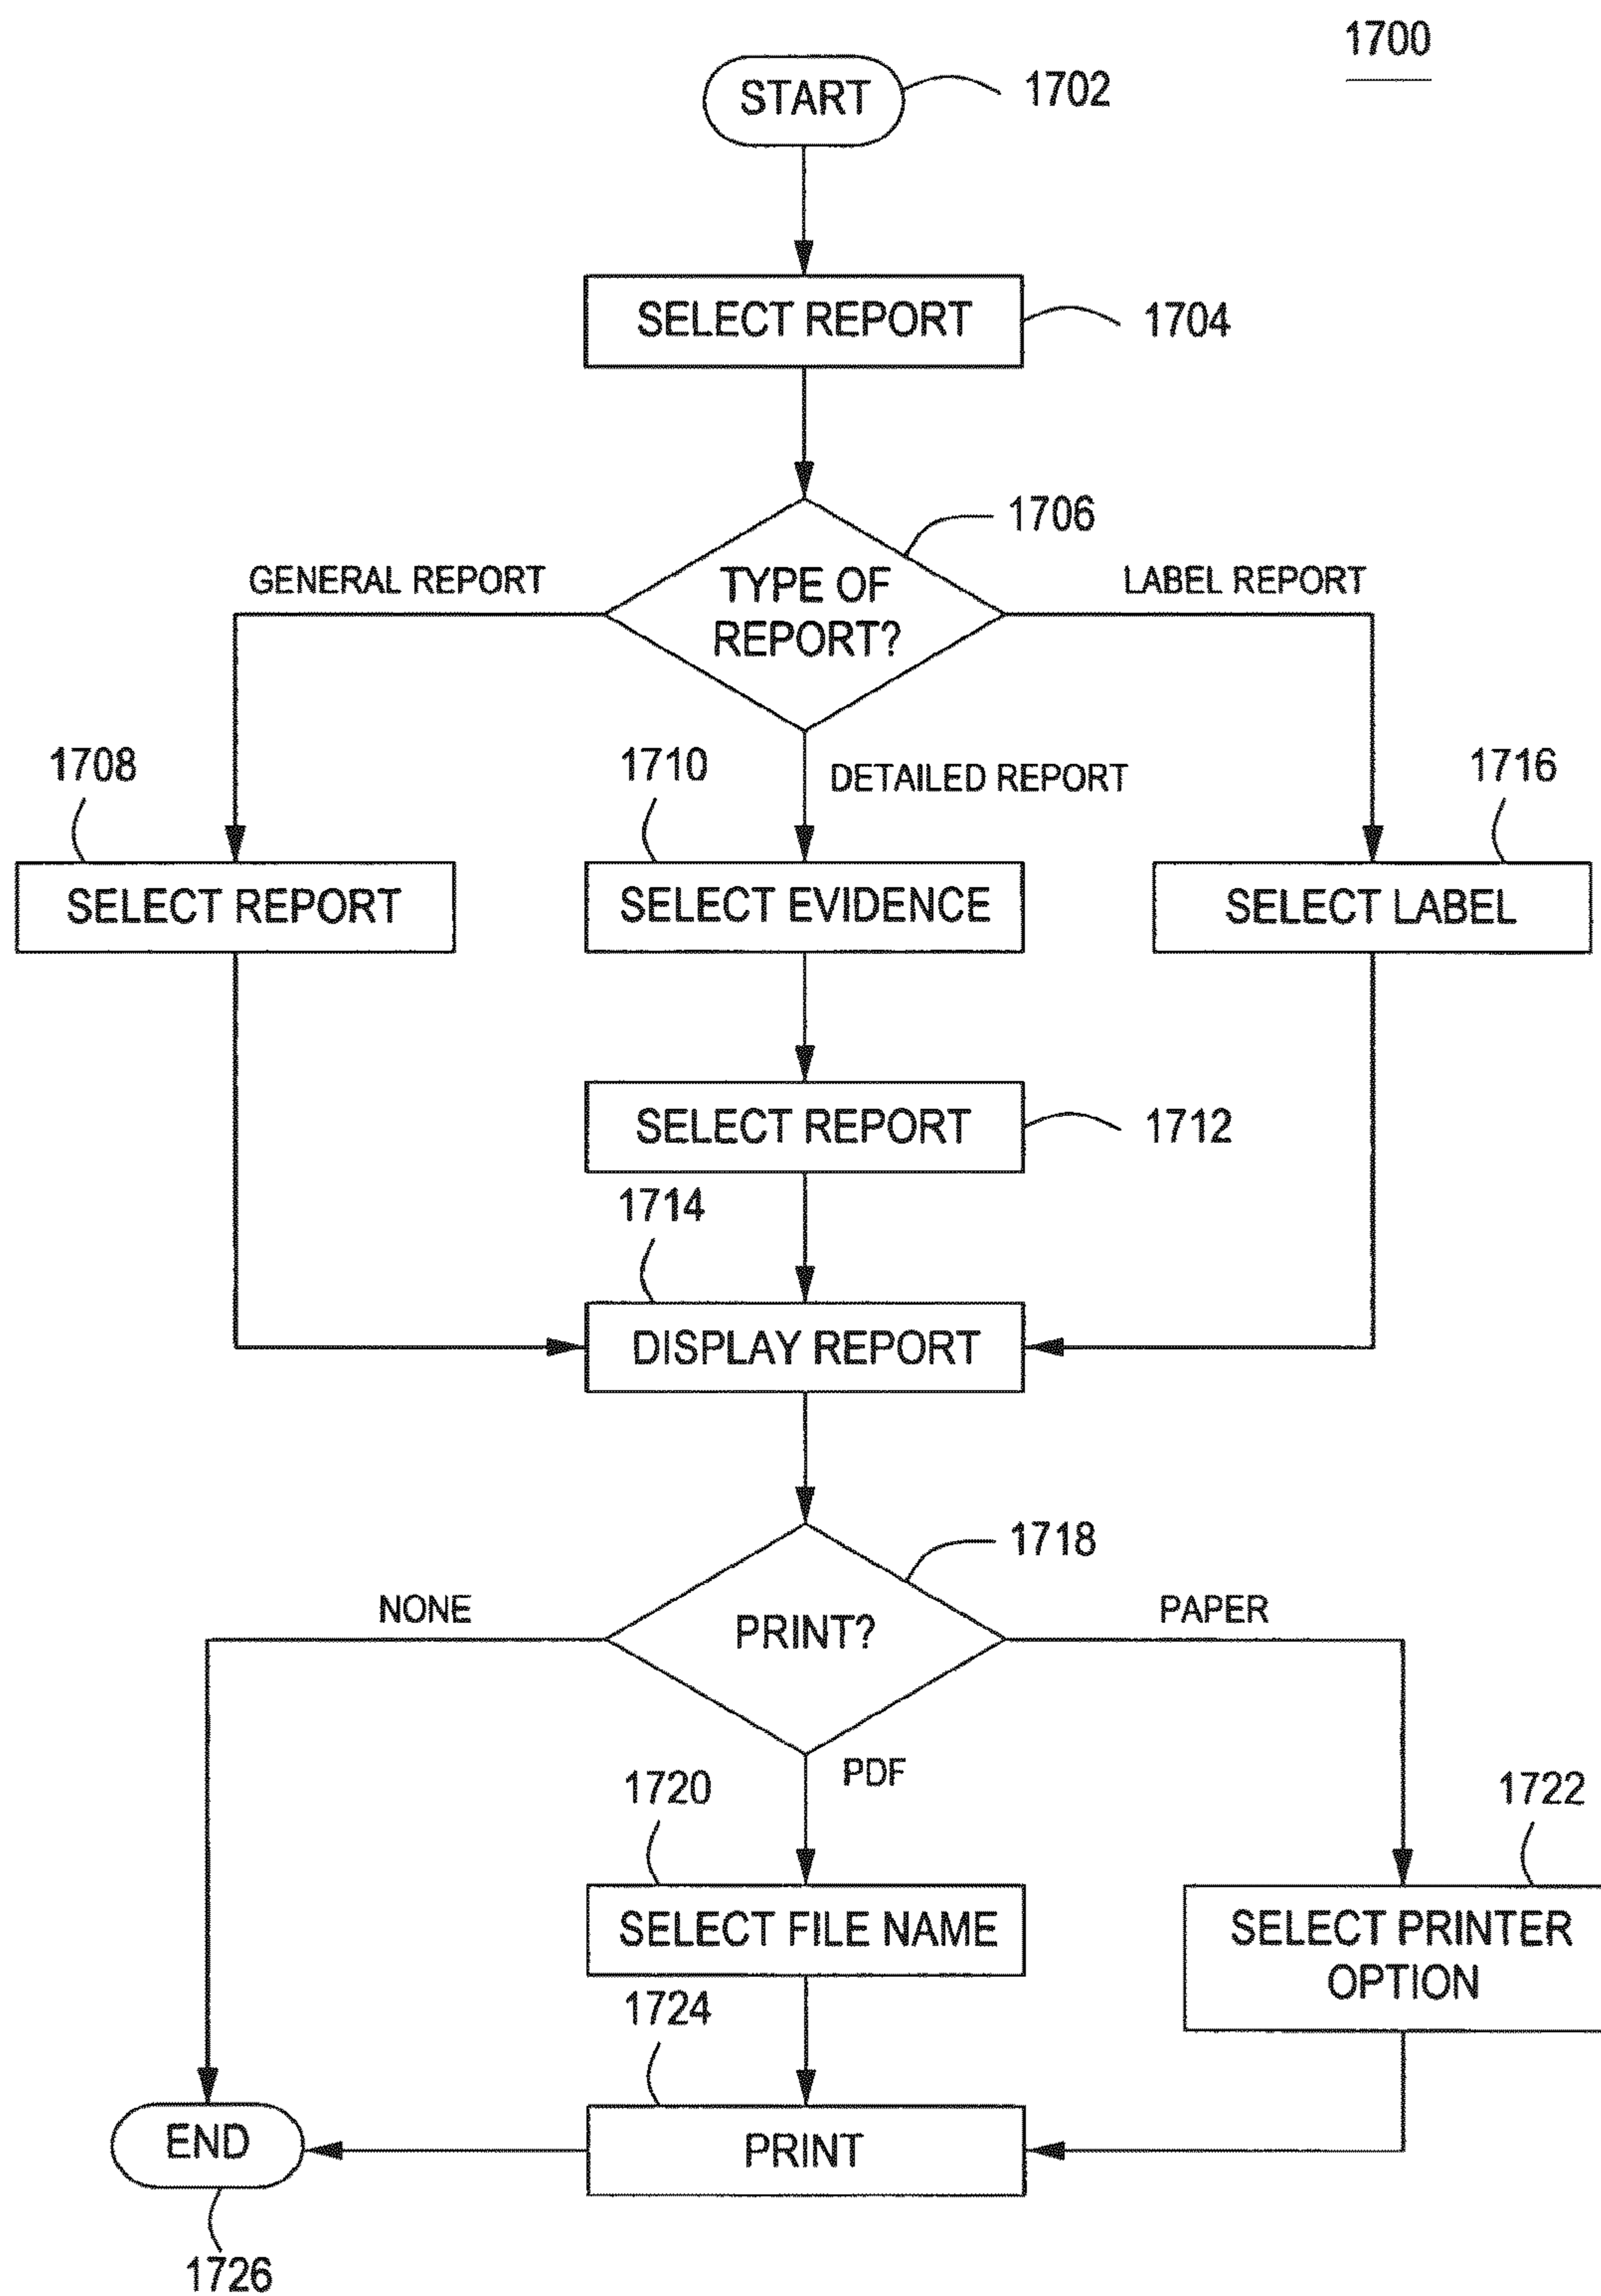 1700
START
1702
SELECT REPORT
1704
1706
GENERAL REPORT
TYPE OF
REPORT?
LABEL REPORT
1708
1710
DETAILED REPORT
1716
SELECT REPORT
SELECT EVIDENCE
SELECT LABEL
SELECT REPORT
1712
1714
DISPLAY REPORT
1718
NONE
PRINT?
PAPER
PDF
1720
1722
SELECT FILE NAME
SELECT PRINTER
OPTION
1724
END
PRINT
1726